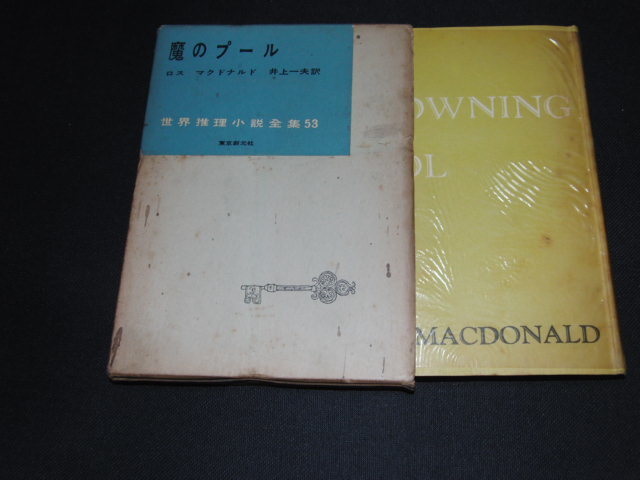 魔のプール
ロス マクドナルド 井上一夫訳
世界推理小説全集53
東京創元社
OWNING
OL
MACDONALD